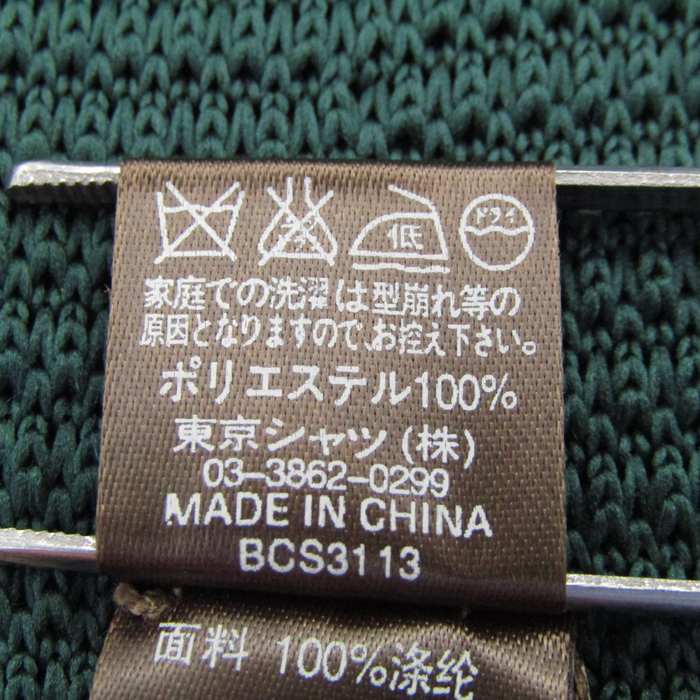 低 ドライ
家庭での洗濯は型崩れ等の
原因となりますので、お控え下さい。
ポリエステル100%
東京シャツ(株)
03-3862-0299
MADE IN CHINA
BCS3113
面料 100%涤纶